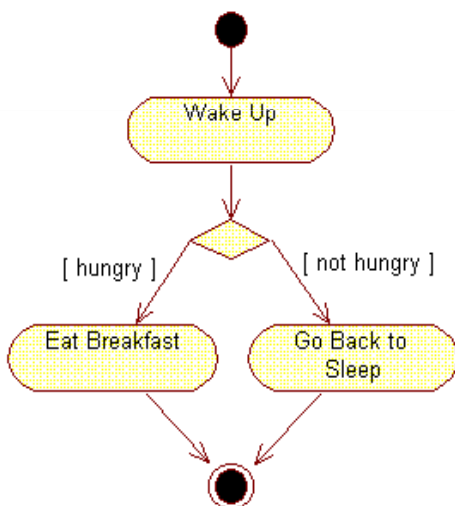 Wake Up
[ hungry ]
[ not hungry ]
Eat Breakfast
Go Back to
Sleep